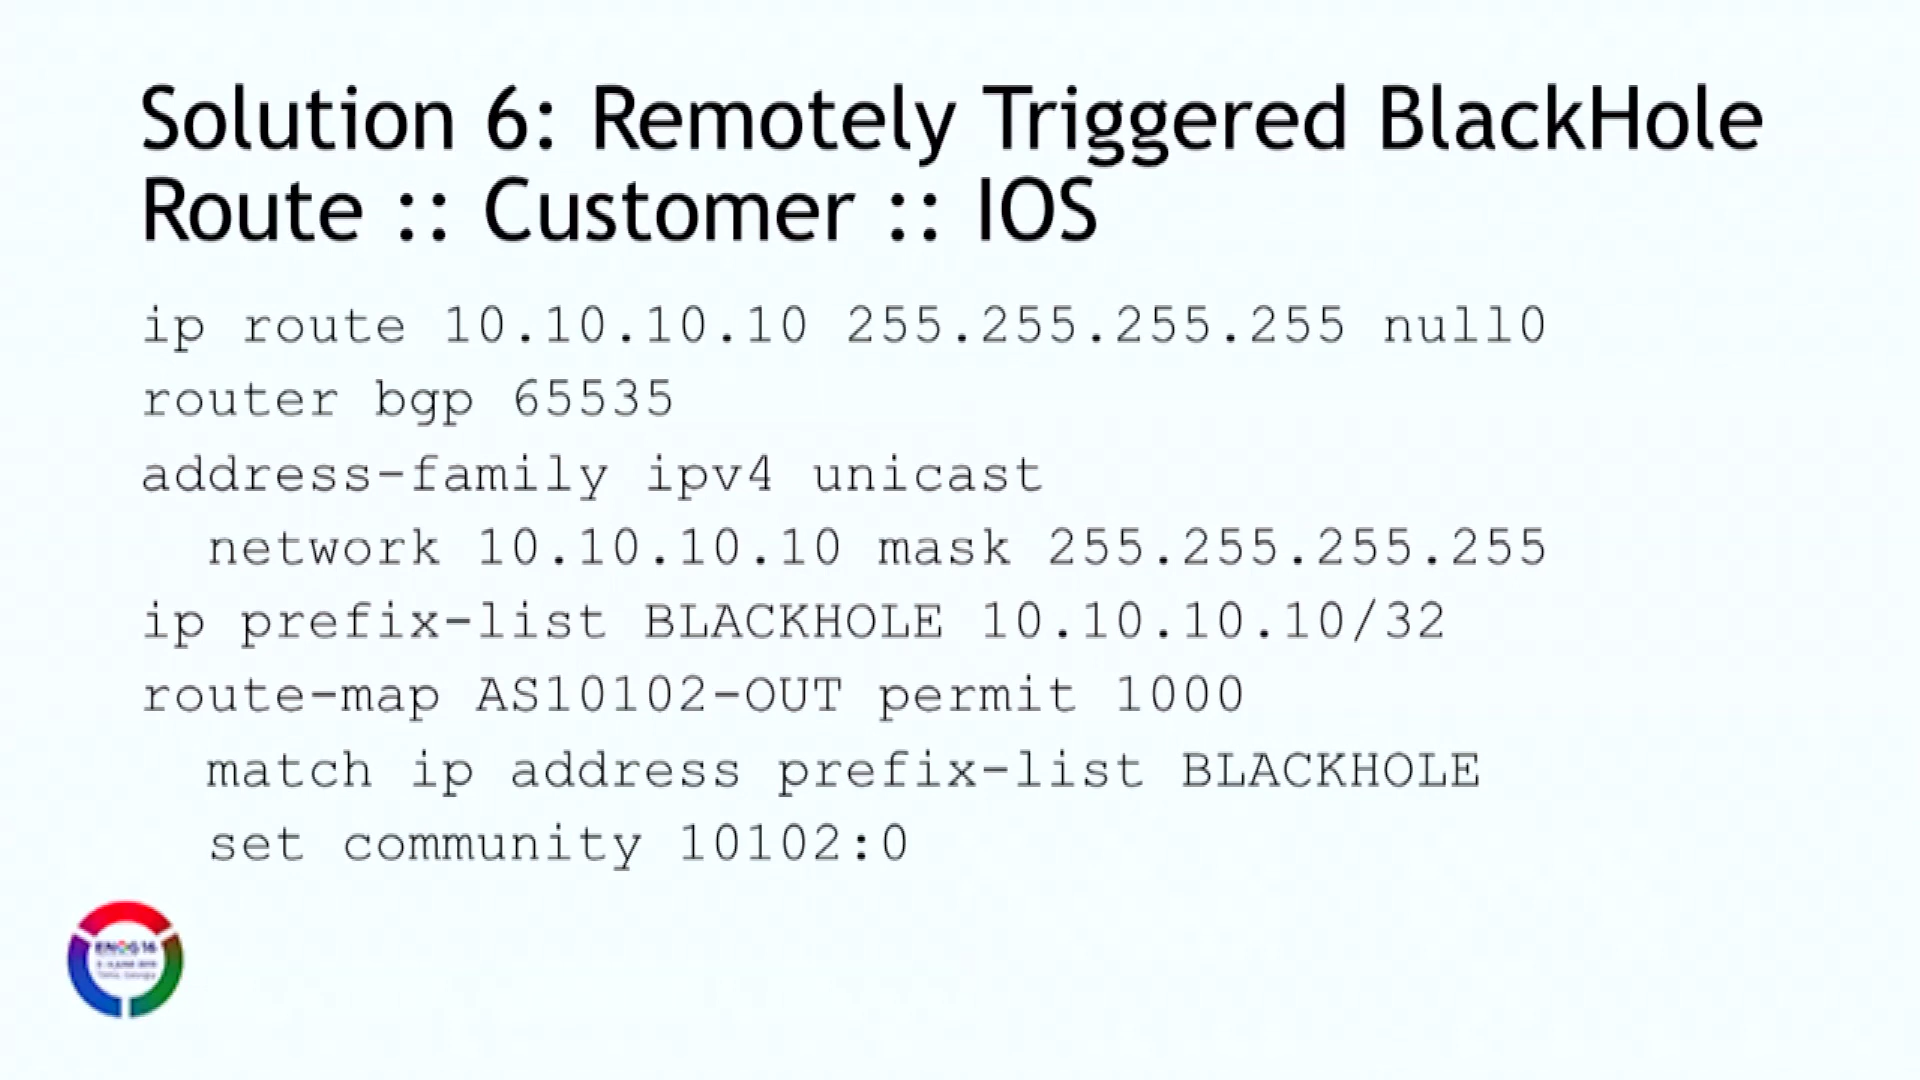 Solution 6: Remotely Triggered BlackHole
Route :: Customer :: IOS
ip route 10.10.10.10 255.255.255.255 null0
router bgp 65535
address-family ipv4 unicast
network 10.10.10.10 mask 255.255.255.255
ip prefix-list BLACKHOLE 10.10.10.10/32
route-map AS10102-OUT permit 1000
match ip address prefix-list BLACKHOLE
set community 10102:0
ENOG16